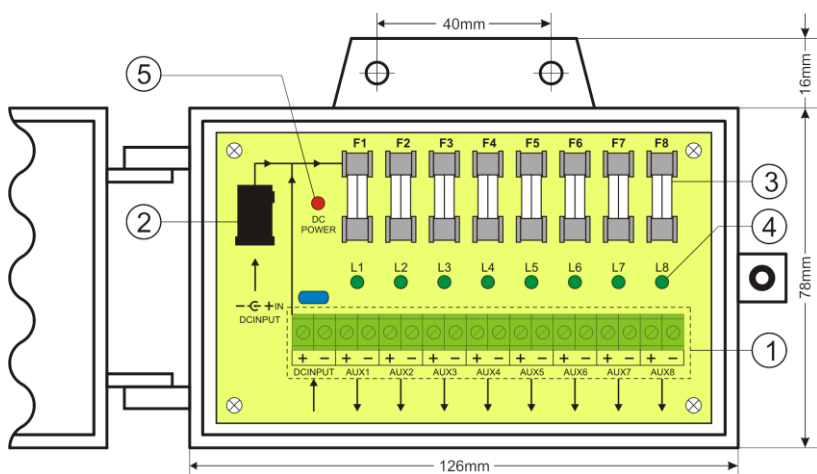 40mm
16mm
5
F1 F2 F3 F4 F5 F6 F7 F8
3
2
DC
POWER
4
L1 L2 L3 L4 L5 L6 L7 L8
78mm
− + IN
DCINPUT
1
+ − + − + − + − + − + − + − + − + −
DCINPUT AUX1 AUX2 AUX3 AUX4 AUX5 AUX6 AUX7 AUX8
126mm